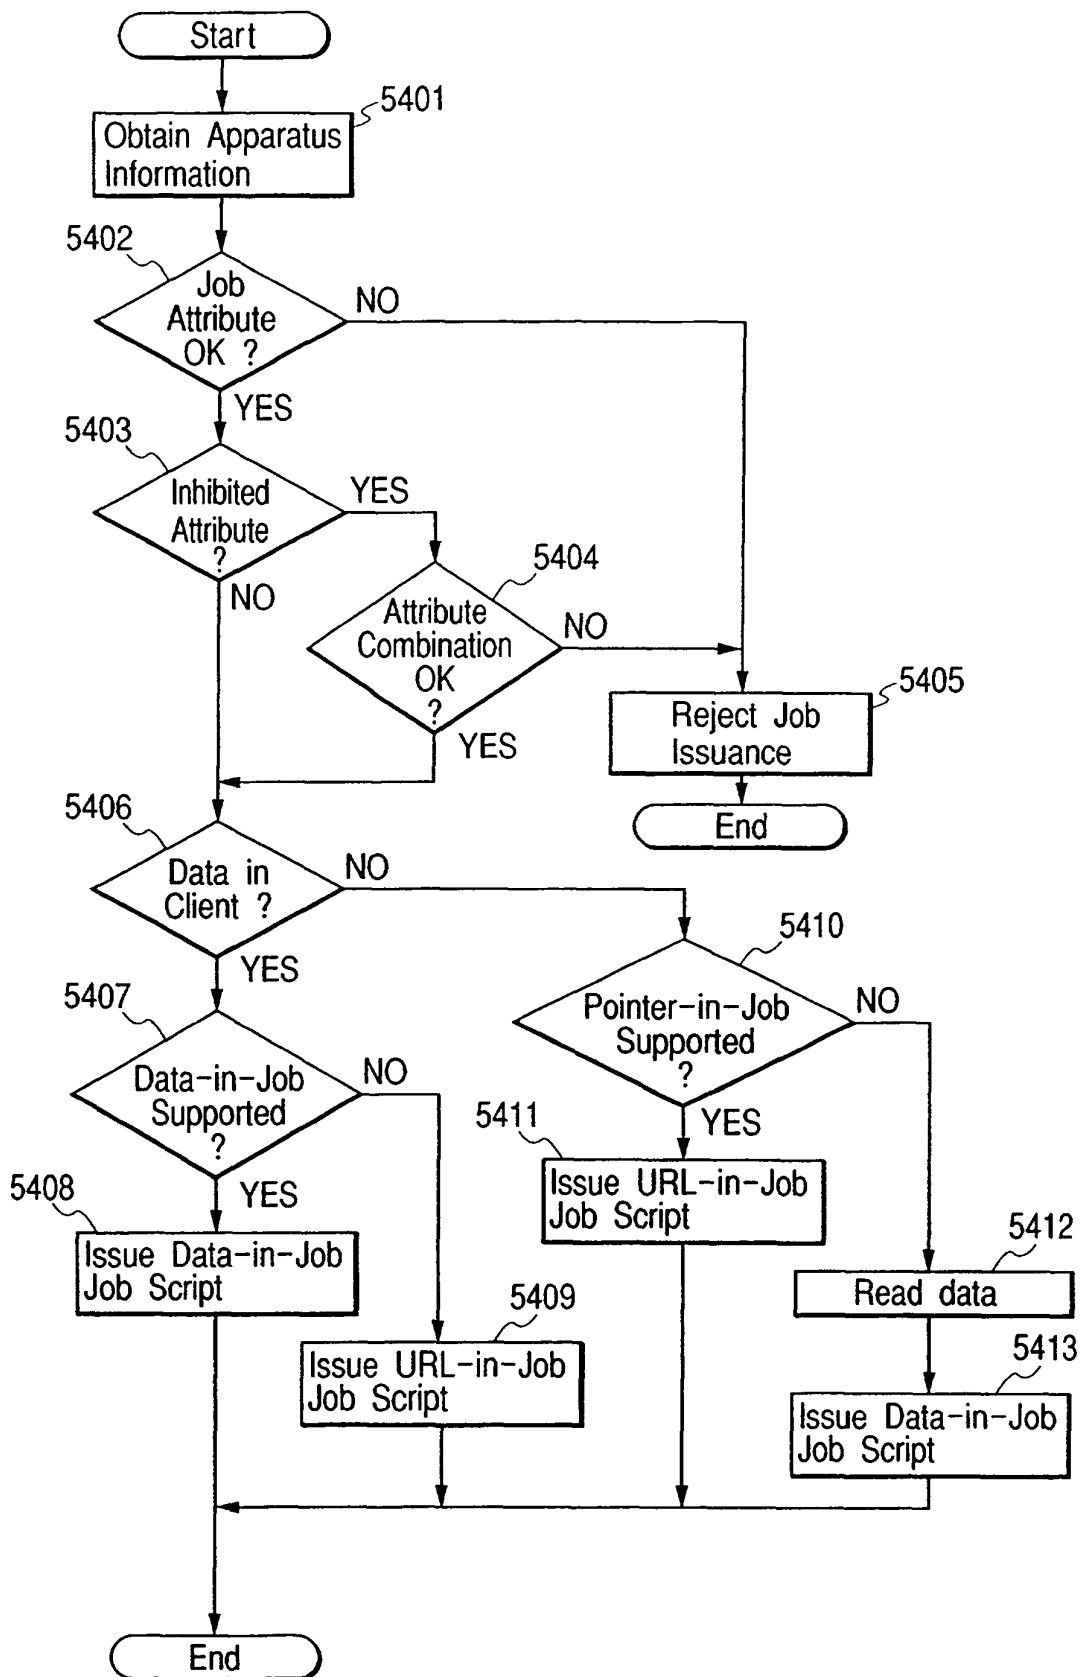 Start
5401
Obtain Apparatus
Information
5402
Job
Attribute
OK ?
NO
YES
5403
Inhibited
Attribute
?
YES
NO
5404
Attribute
Combination
OK
?
NO
YES
5405
Reject Job
Issuance
End
5406
Data in
Client ?
NO
YES
5407
Data-in-Job
Supported
?
NO
YES
5408
Issue Data-in-Job
Job Script
5409
Issue URL-in-Job
Job Script
5410
Pointer-in-Job
Supported
?
NO
YES
5411
Issue URL-in-Job
Job Script
5412
Read data
5413
Issue Data-in-Job
Job Script
End